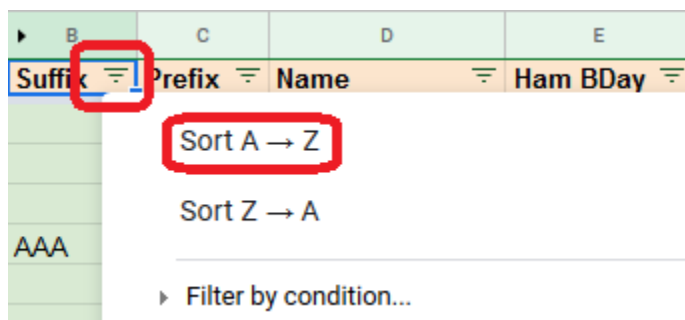 B C D E
Suffix Prefix Name Ham BDay
Sort A → Z
Sort Z → A
AAA
Filter by condition...